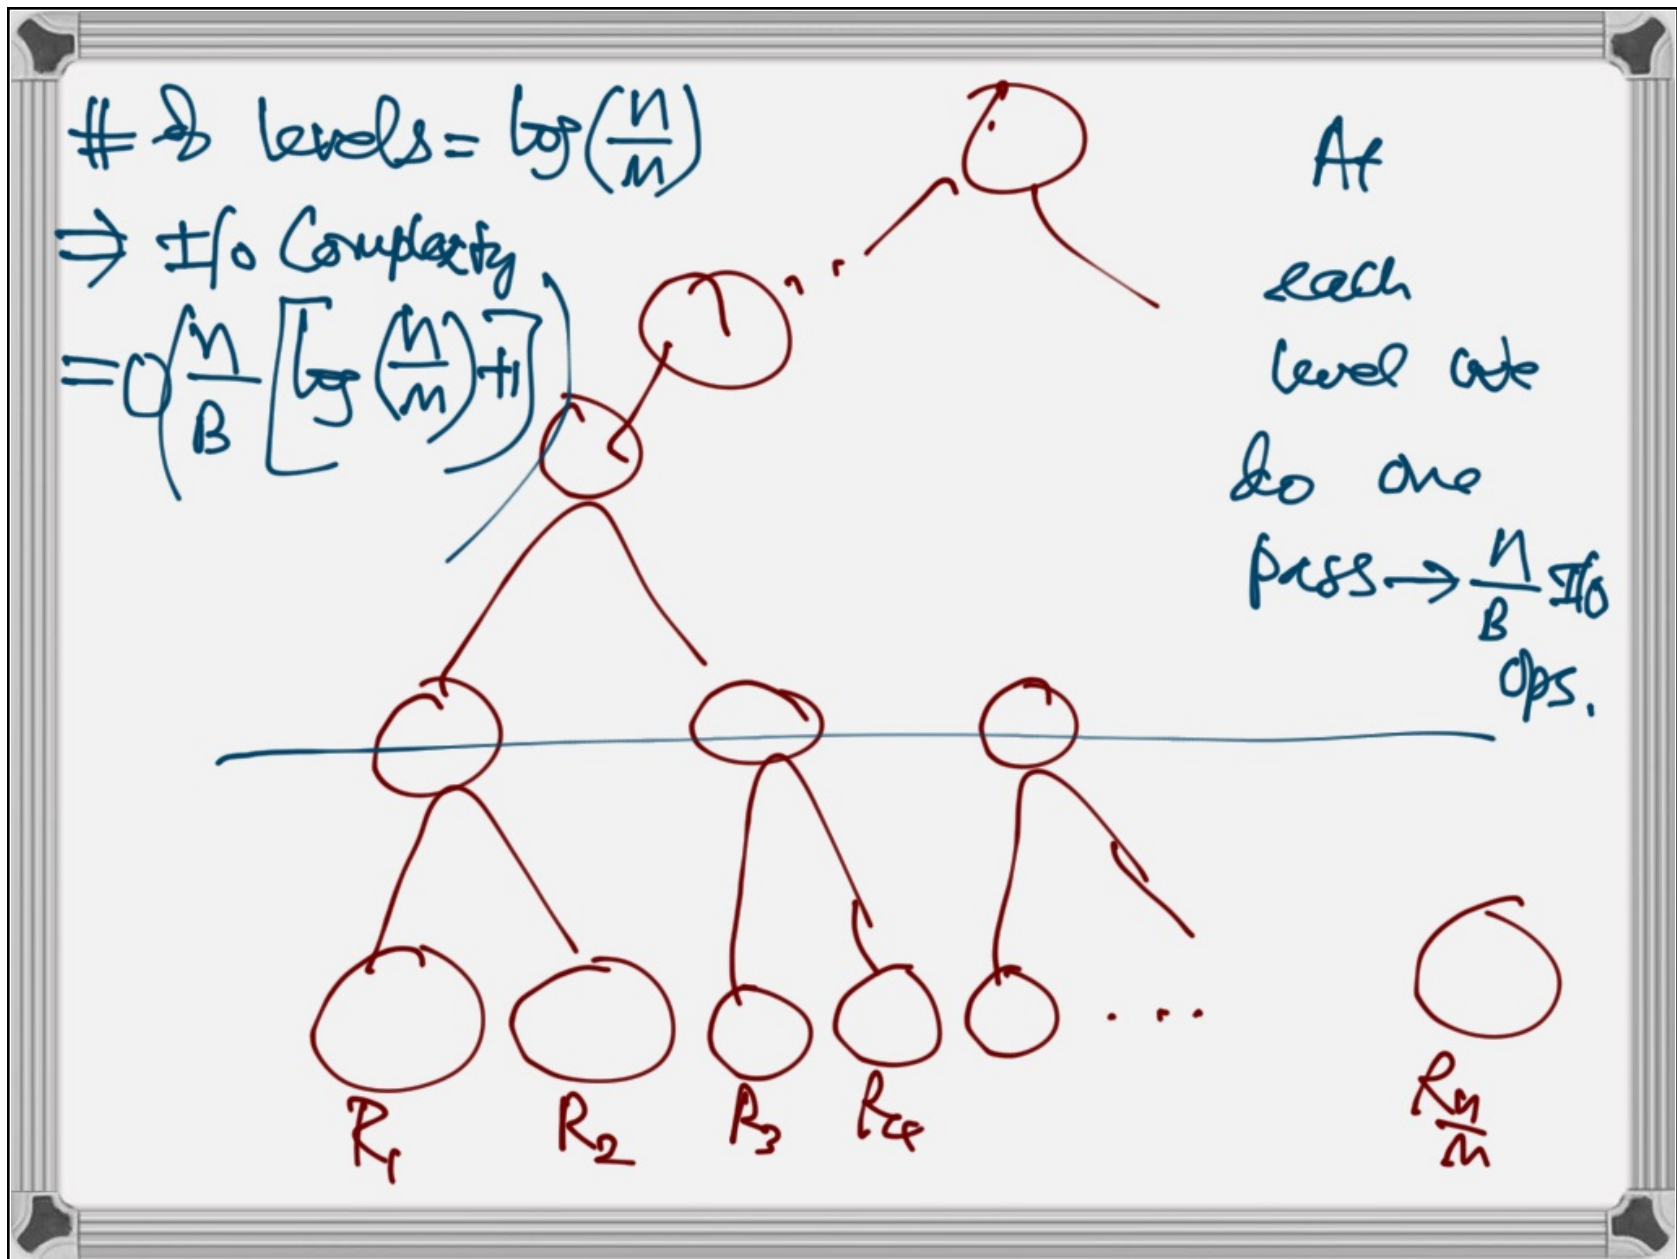 # of levels = log(n/M)
⇒ I/O Complexity
= O(n/B [log(n/M)+1])
At
each
level we
do one
pass → n/B I/O
Ops.
R1 R2 R3 R4 Rn/M